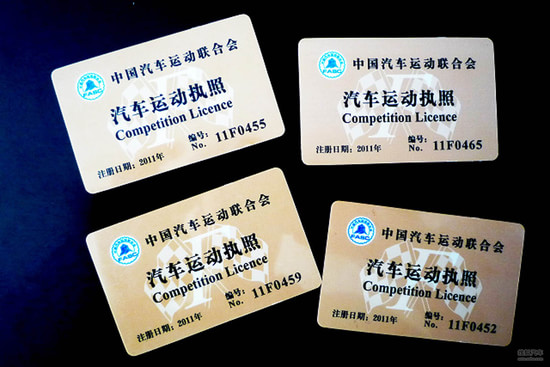 FASC
中国汽车运动联合会
汽车运动执照
Competition Licence
编号:
No. 11F0455
注册日期: 2011年
FASC
中国汽车运动联合会
汽车运动执照
Competition Licence
编号:
No. 11F0465
注册日期: 2011年
FASC
中国汽车运动联合会
汽车运动执照
Competition Licence
编号:
No. 11F0459
注册日期: 2011年
FASC
中国汽车运动联合会
汽车运动执照
Competition Licence
编号:
No. 11F0452
注册日期: 2011年